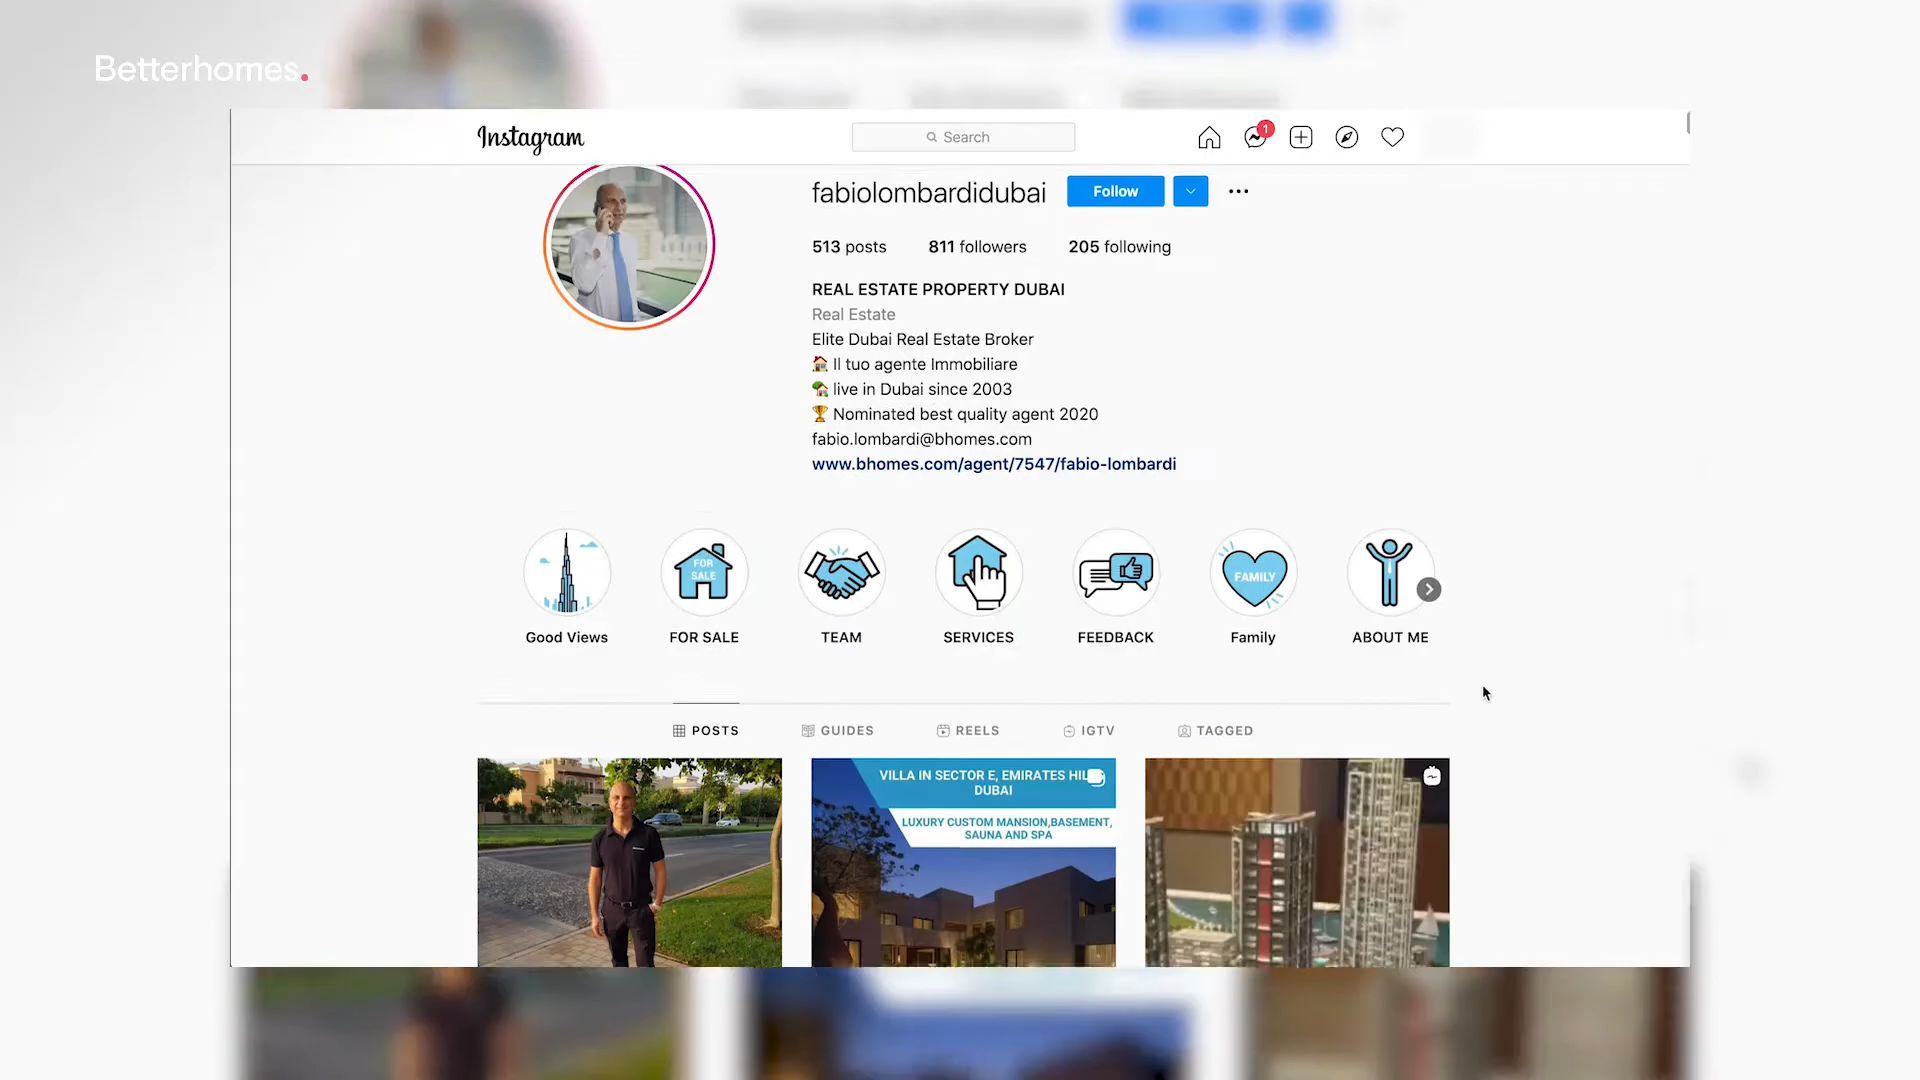 Betterhomes.
Instagram
Search
1
fabiolombardidubai
Follow
513 posts 811 followers 205 following
REAL ESTATE PROPERTY DUBAI
Real Estate
Elite Dubai Real Estate Broker
🏠 Il tuo agente Immobiliare
🏡 live in Dubai since 2003
🏆 Nominated best quality agent 2020
fabio.lombardi@bhomes.com
www.bhomes.com/agent/7547/fabio-lombardi
FOR
SALE
FAMILY
Good Views FOR SALE TEAM SERVICES FEEDBACK Family ABOUT ME
POSTS GUIDES REELS IGTV TAGGED
VILLA IN SECTOR E, EMIRATES HIL
DUBAI
LUXURY CUSTOM MANSION,BASEMENT,
SAUNA AND SPA